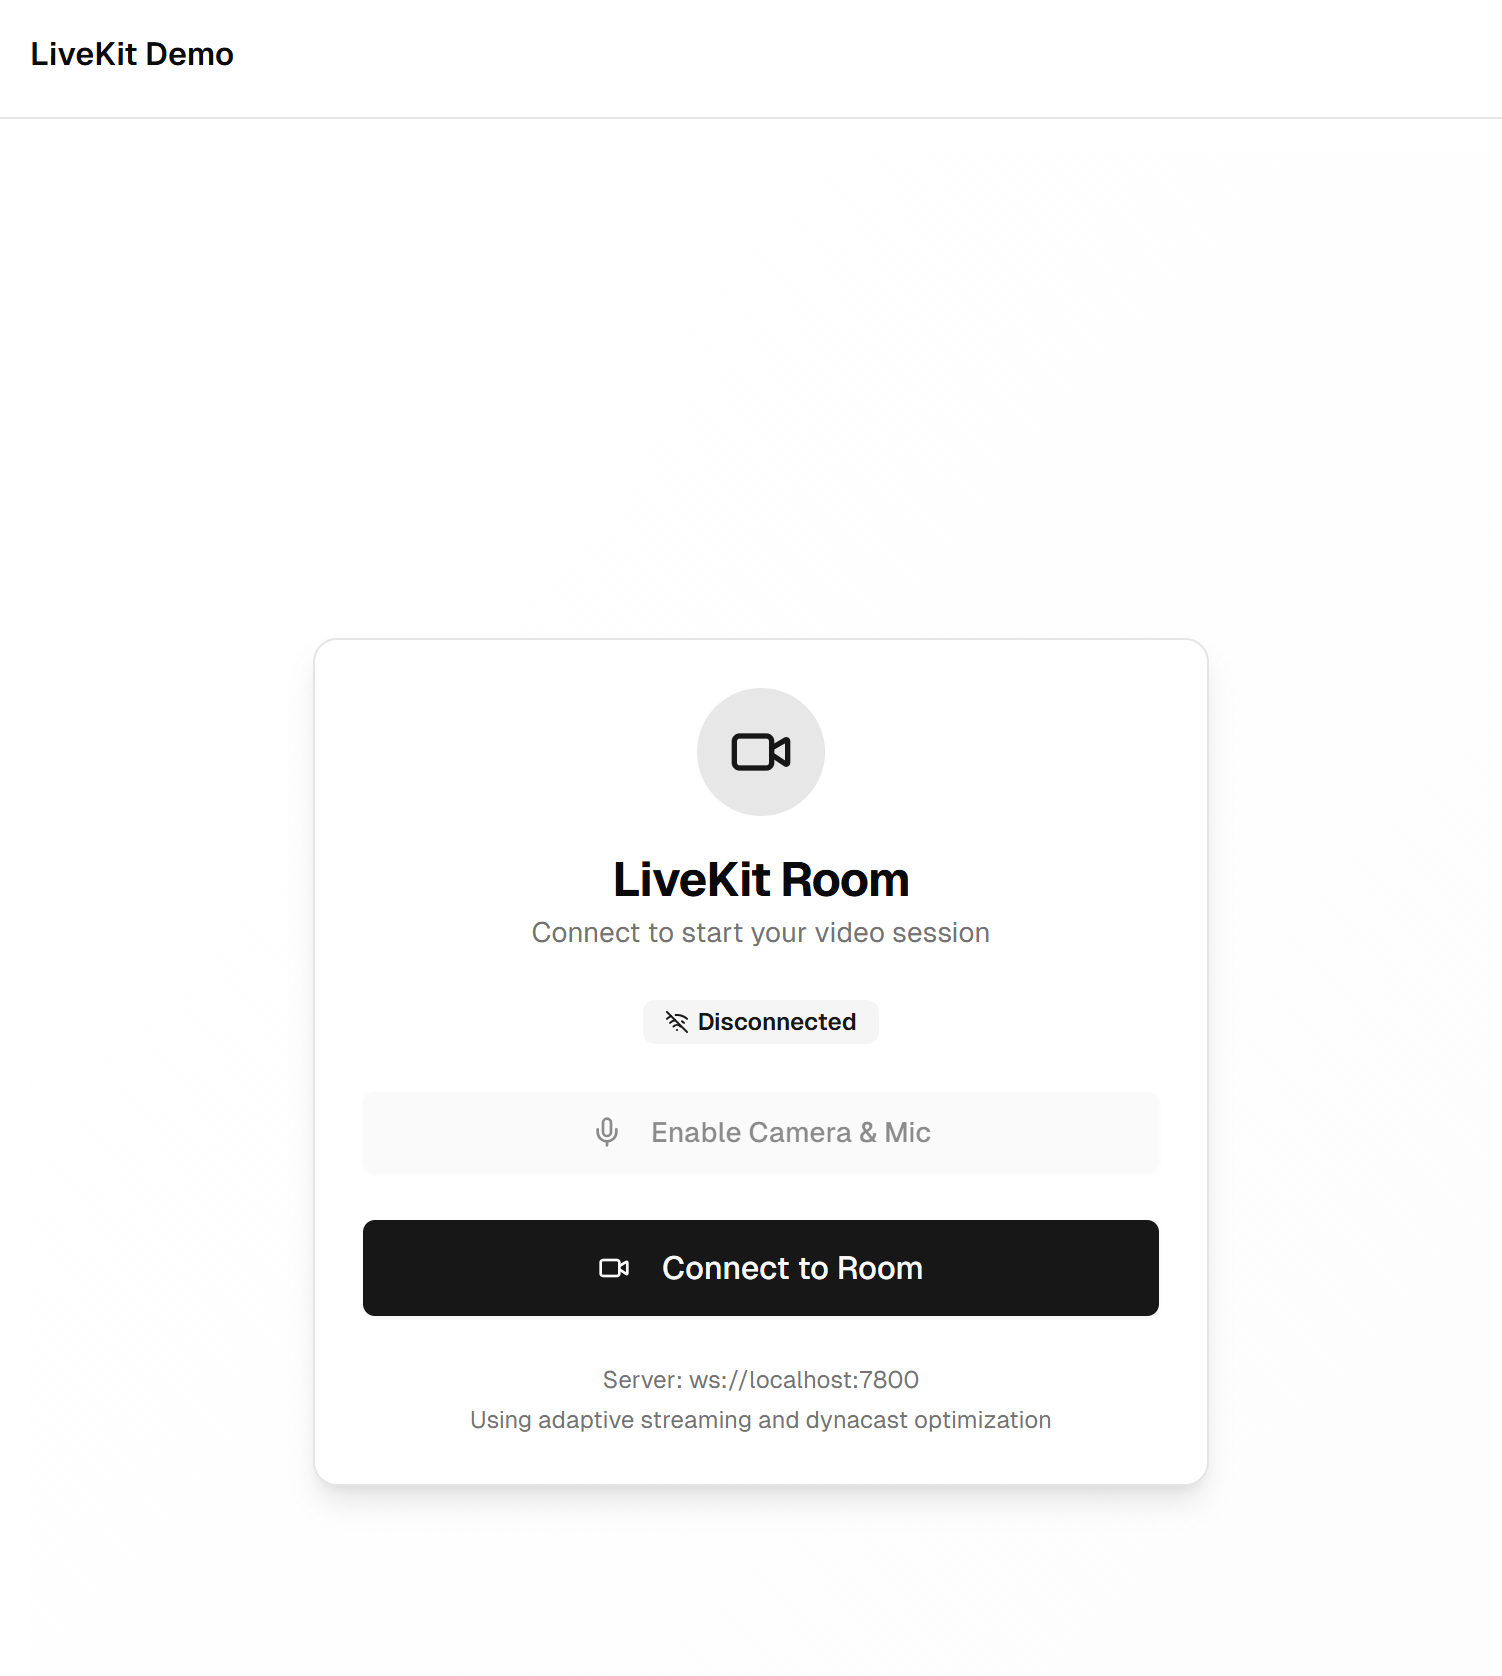 LiveKit Demo
LiveKit Room
Connect to start your video session
Disconnected
Enable Camera & Mic
Connect to Room
Server: ws://localhost:7800
Using adaptive streaming and dynacast optimization